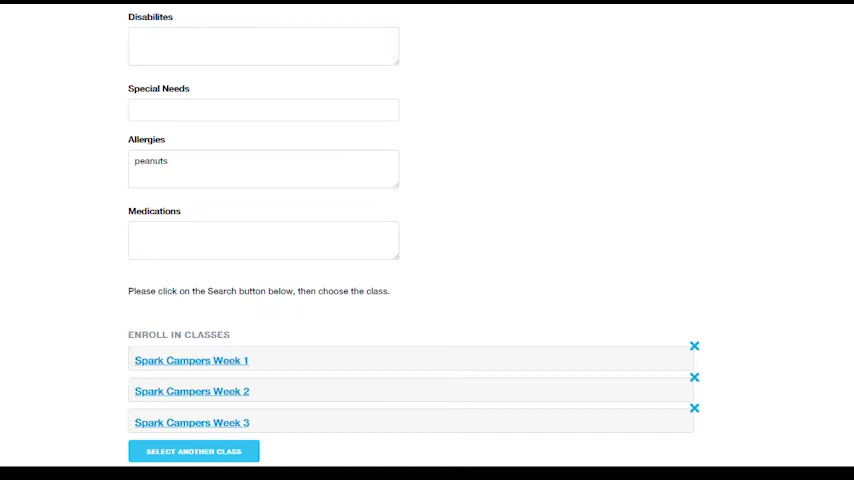 Disabilites
Special Needs
Allergies
peanuts
Medications
Please click on the Search button below, then choose the class.
ENROLL IN CLASSES
Spark Campers Week 1
Spark Campers Week 2
Spark Campers Week 3
SELECT ANOTHER CLASS